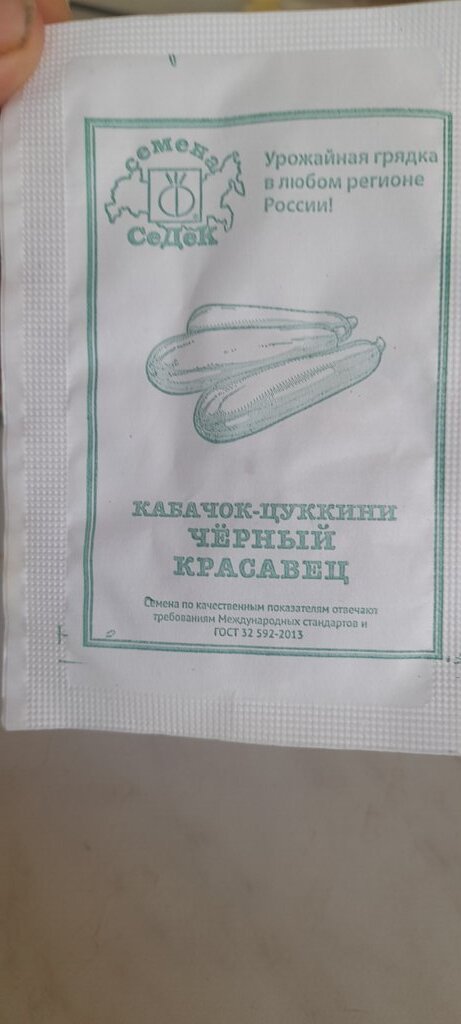 семена
СеДеК
Урожайная грядка
в любом регионе
России!
КАБАЧОК-ЦУККИНИ
ЧЁРНЫЙ
КРАСАВЕЦ
Семена по качественным показателям отвечают
требованиям Международных стандартов и
ГОСТ 32 592-2013